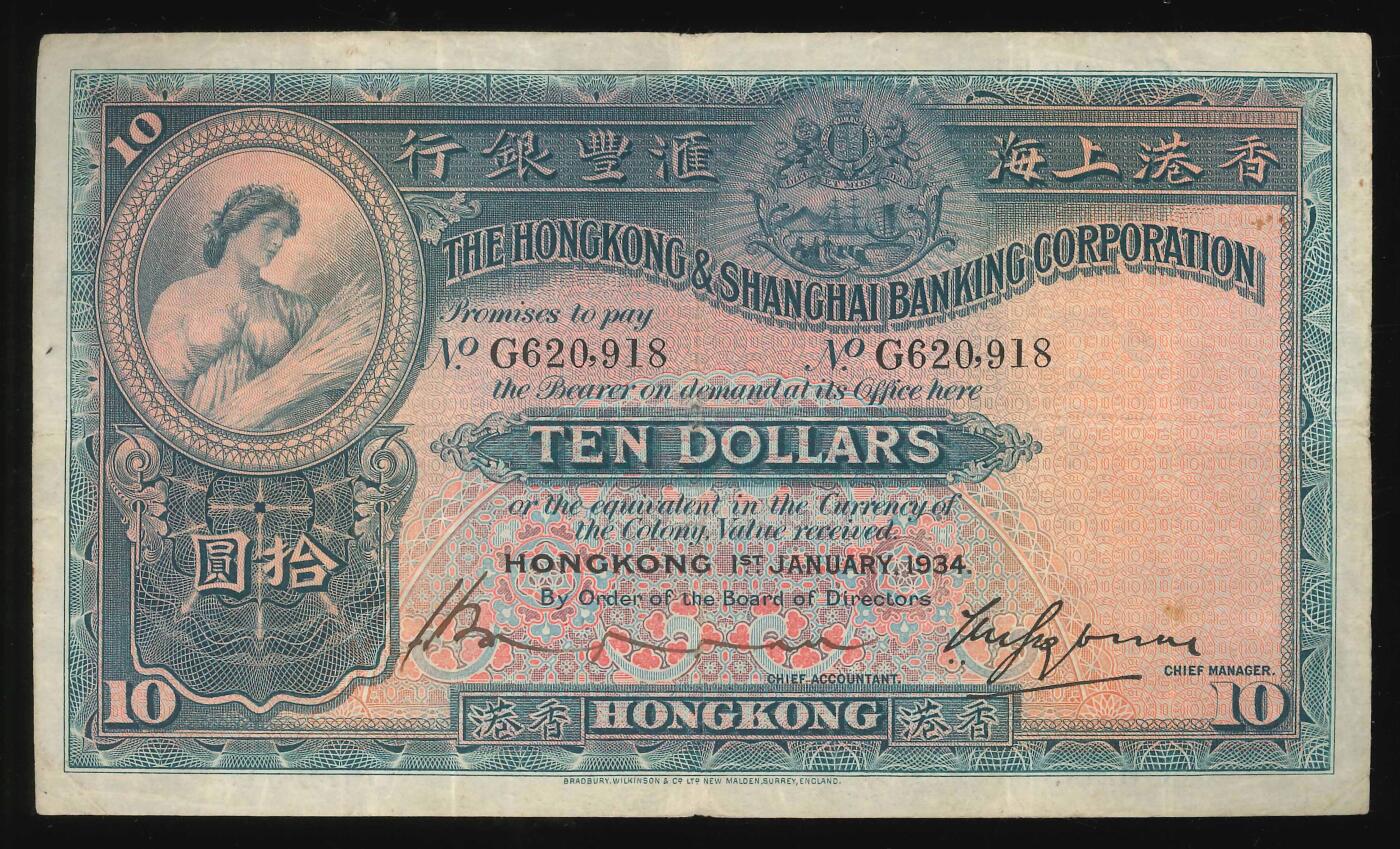 10
行銀豐滙
海上港香
THE HONGKONG & SHANGHAI BANKING CORPORATION
Promises to pay
No. G620,918 No. G620,918
the Bearer on demand at its Office here
TEN DOLLARS
or the equivalent in the Currency of
the Colony, Value received.
圓拾
HONGKONG 1ST JANUARY, 1934.
By Order of the Board of Directors
CHIEF ACCOUNTANT.
CHIEF MANAGER.
10
港香 HONGKONG 港香
10
BRADBURY, WILKINSON & Co LTD NEW MALDEN, SURREY, ENGLAND.